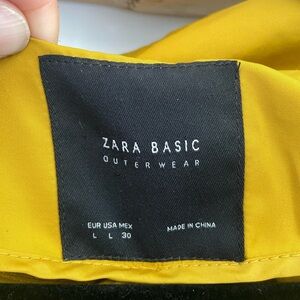 ZARA BASIC
OUTERWEAR
EUR USA MEX
L L 30
MADE IN CHINA